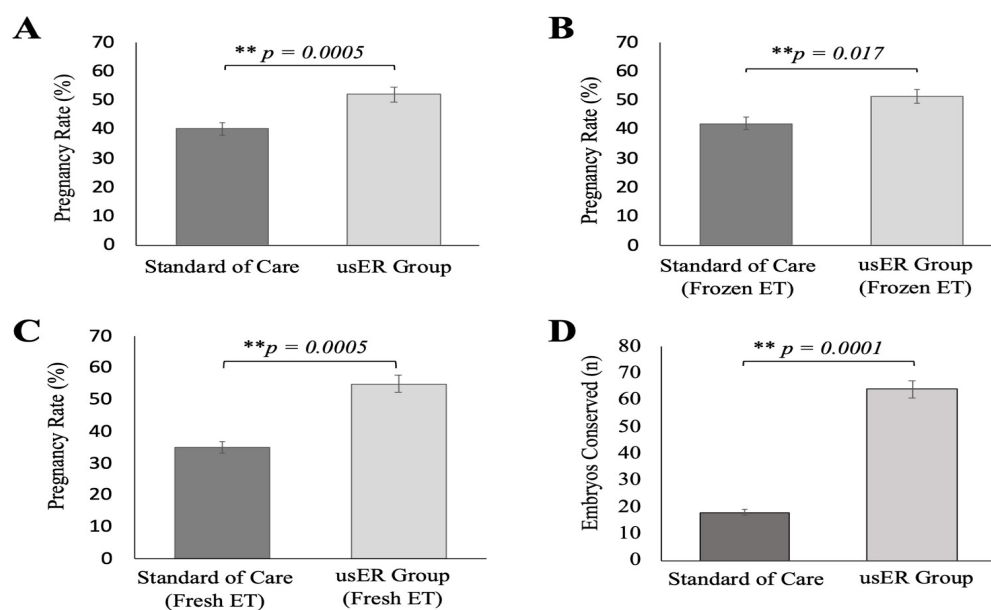 A
Pregnancy Rate (%)
70
60
50
40
30
20
10
0
** p = 0.0005
Standard of Care
usER Group
B
Pregnancy Rate (%)
70
60
50
40
30
20
10
0
**p = 0.017
Standard of Care
(Frozen ET)
usER Group
(Frozen ET)
C
Pregnancy Rate (%)
70
60
50
40
30
20
10
0
**p = 0.0005
Standard of Care
(Fresh ET)
usER Group
(Fresh ET)
D
Embryos Conserved (n)
80
70
60
50
40
30
20
10
0
** p = 0.0001
Standard of Care
usER Group